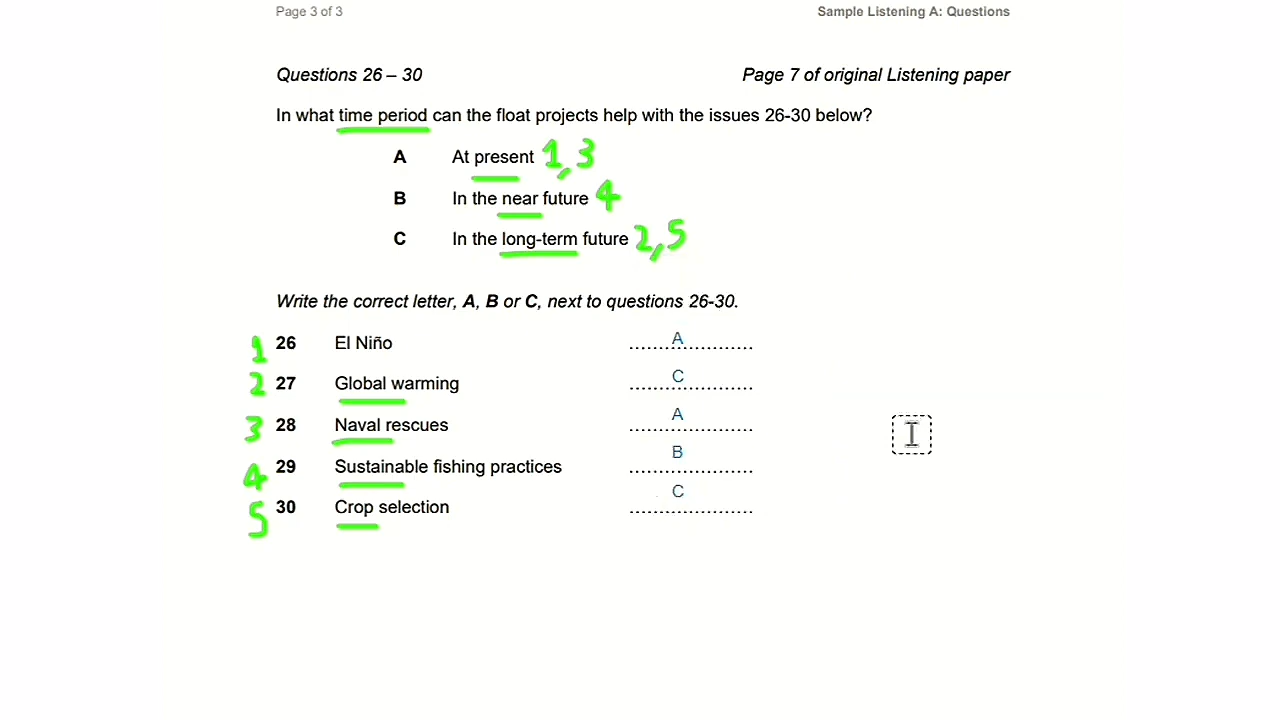 Page 3 of 3 Sample Listening A: Questions
Questions 26 – 30 Page 7 of original Listening paper
In what time period can the float projects help with the issues 26-30 below?
A At present 1, 3
B In the near future 4
C In the long-term future 2, 5
Write the correct letter, A, B or C, next to questions 26-30.
1 26 El Niño ........................ A
2 27 Global warming ........................ C
3 28 Naval rescues ........................ A
4 29 Sustainable fishing practices ........................ B
5 30 Crop selection ........................ C